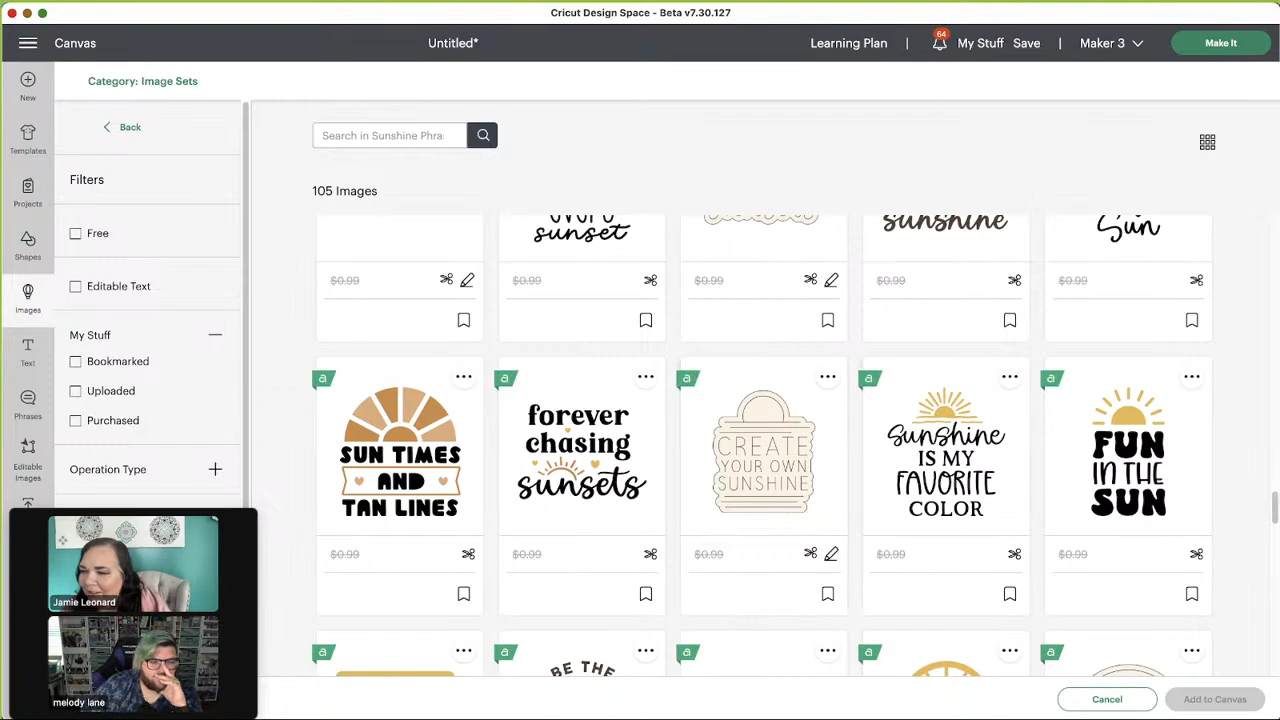 Cricut Design Space - Beta v7.30.127
Canvas
Untitled*
Learning Plan
64
My Stuff
Save
Maker 3
Make It
New
Templates
Projects
Shapes
Images
Text
Phrases
Editable
Images
Category: Image Sets
Back
Filters
Free
Editable Text
My Stuff
Bookmarked
Uploaded
Purchased
Operation Type
Search in Sunshine Phra
105 Images
sunset
sunshine
Sun
$0.99
$0.99
$0.99
$0.99
$0.99
a
a
a
a
a
SUN TIMES
AND
TAN LINES
forever
chasing
sunsets
CREATE
YOUR OWN
SUNSHINE
Sunshine
IS MY
FAVORITE
COLOR
FUN
IN THE
SUN
$0.99
$0.99
$0.99
$0.99
$0.99
a
a
a
a
a
BE THE
Jamie Leonard
melody lane
Cancel
Add to Canvas